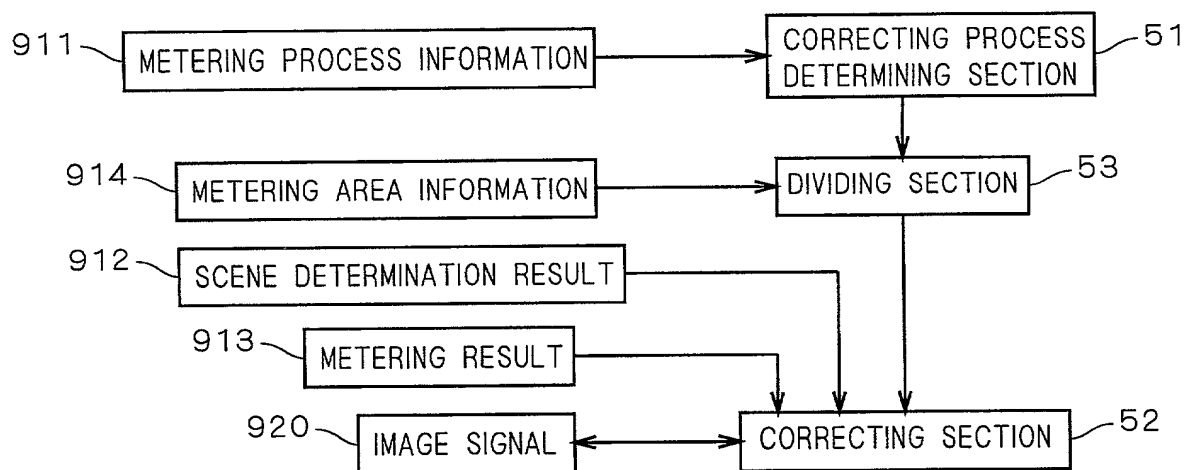 911
METERING PROCESS INFORMATION
CORRECTING PROCESS
DETERMINING SECTION
51
914
METERING AREA INFORMATION
DIVIDING SECTION
53
912
SCENE DETERMINATION RESULT
913
METERING RESULT
920
IMAGE SIGNAL
CORRECTING SECTION
52